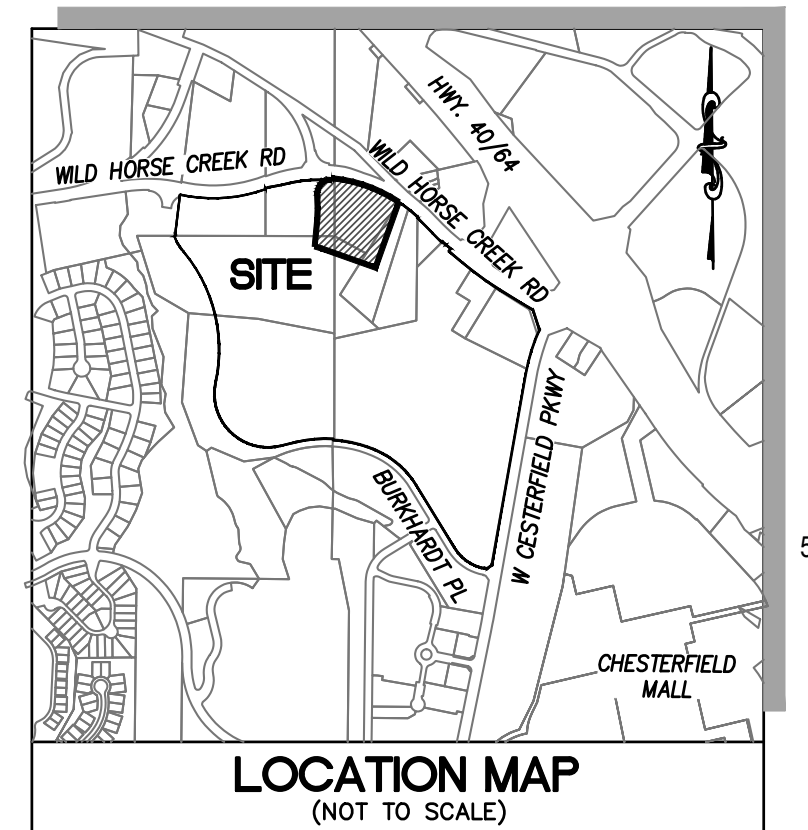 HWY. 40/64
WILD HORSE CREEK RD
WILD HORSE CREEK RD
SITE
W CESTERFIELD PKWY
BURKHARDT PL
CHESTERFIELD
MALL
LOCATION MAP
(NOT TO SCALE)